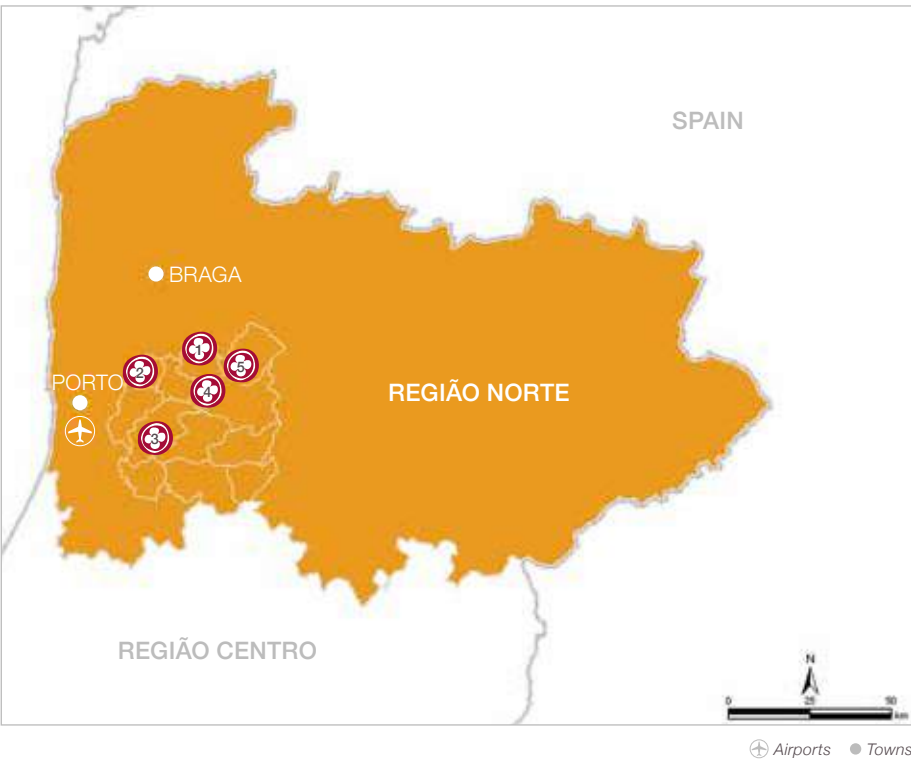 SPAIN
BRAGA
1
5
2
PORTO
4
REGIÃO NORTE
3
REGIÃO CENTRO
N
0 25 50
km
Airports Towns